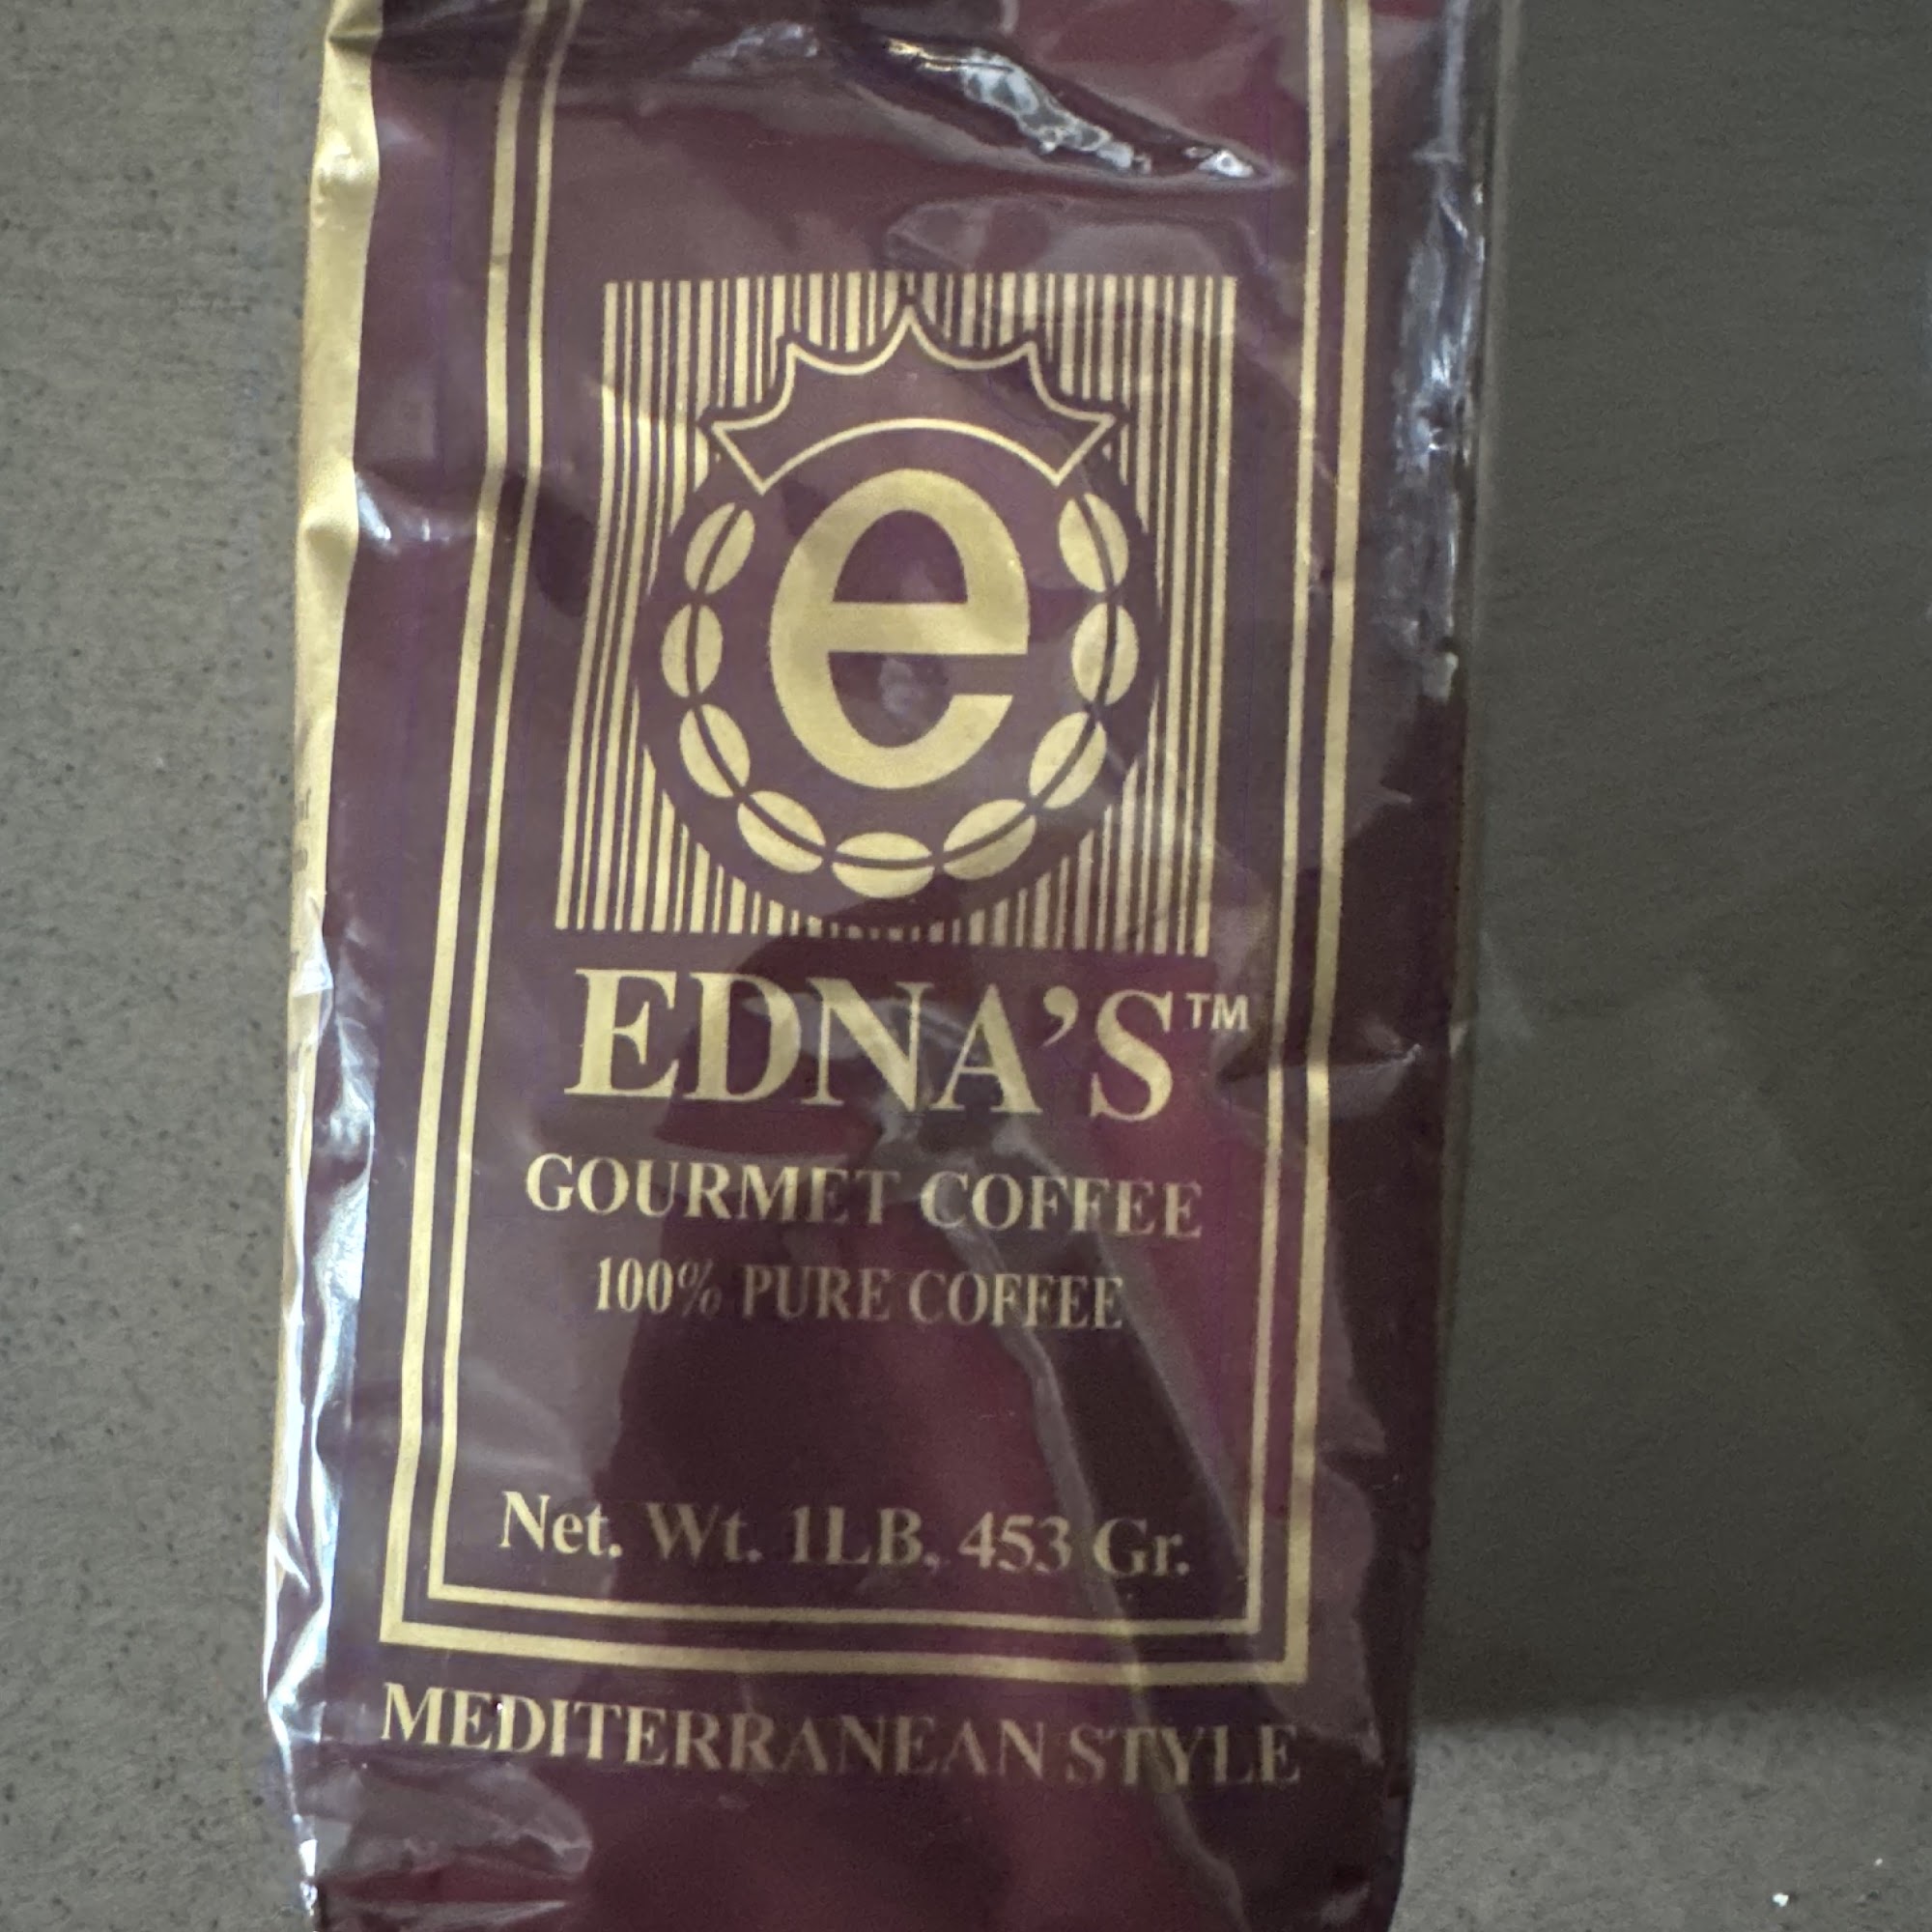 e
EDNA'S™
GOURMET COFFEE
100% PURE COFFEE
Net. Wt. 1LB, 453 Gr.
MEDITERRANEAN STYLE